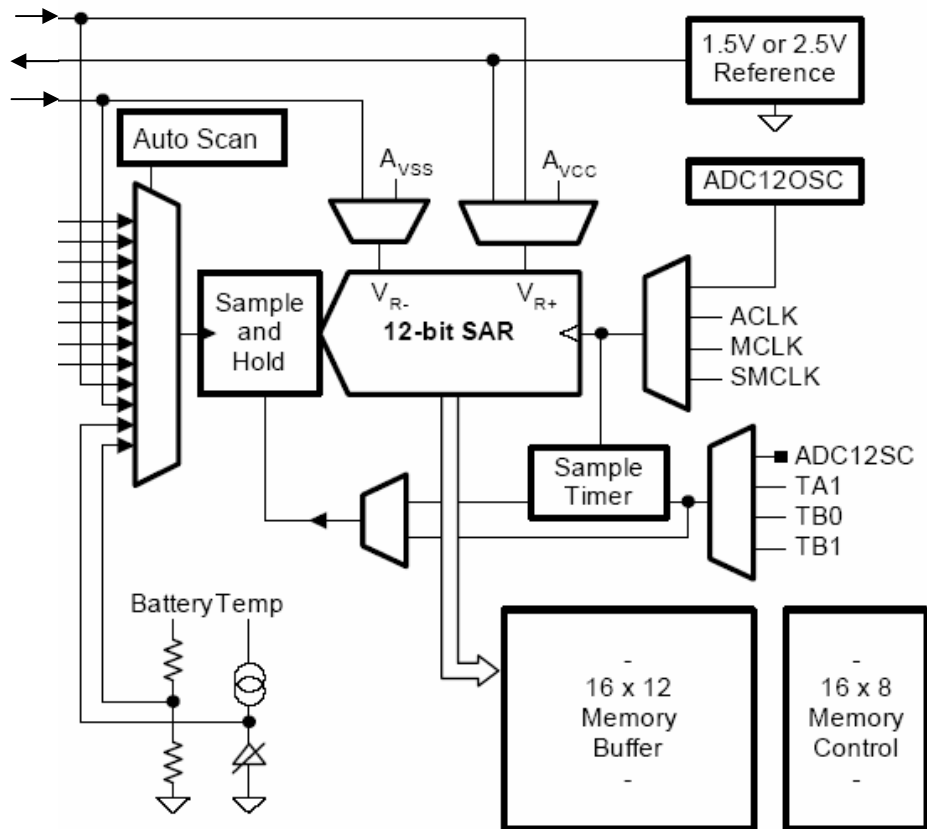 1.5V or 2.5V
Reference
Auto Scan
AVSS
AVCC
ADC12OSC
Sample
and
Hold
VR-
VR+
12-bit SAR
ACLK
MCLK
SMCLK
Sample
Timer
ADC12SC
TA1
TB0
TB1
Battery Temp
-
16 x 12
Memory
Buffer
-
-
16 x 8
Memory
Control
-